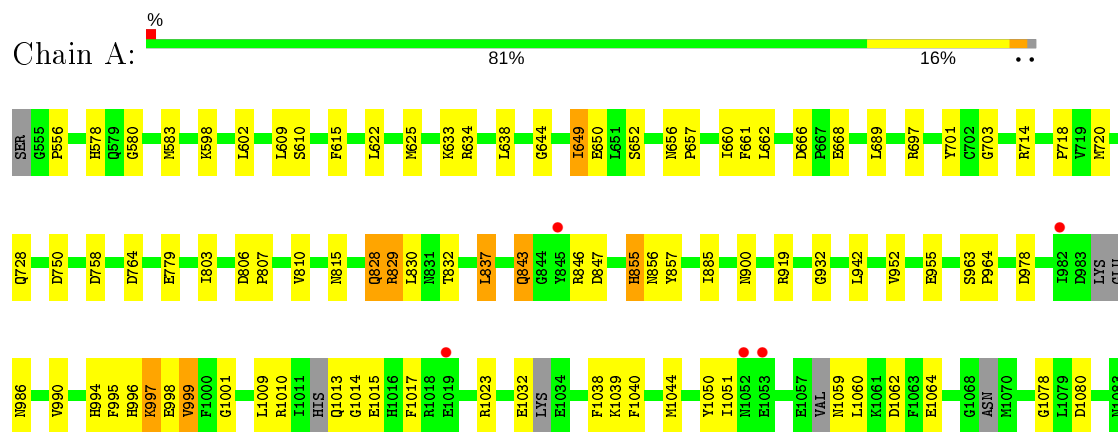 %
Chain A:
81% 16% • •
SER G555 P556 H578 Q579 G580 M583 K598 L602 L609 S610 F615 L622 M625 K633 R634 L638 G644 I649 E650 L651 S652 N656 P657 I660 F661 L662 D666 P667 E668 L689 R697 Y701 C702 G703 R714 P718 V719 M720
Q728 D750 D758 D764 E779 I803 D806 P807 V810 N815 Q828 R829 L830 N831 T832 L837 Q843 G844 Y845 R846 D847 H855 N856 Y857 I885 N900 R919 G932 L942 V952 E955 S963 P964 D978 I982 D983 LYS GLU
N986 V990 H994 F995 H996 K997 E998 V999 F1000 G1001 L1009 R1010 I1011 HIS Q1013 G1014 E1015 H1016 F1017 R1018 E1019 R1023 E1032 LYS E1034 F1038 K1039 F1040 M1044 Y1050 I1051 N1052 E1053 E1057 VAL N1059 L1060 K1061 D1062 F1063 E1064 G1068 ASN M1070 G1078 L1079 D1080